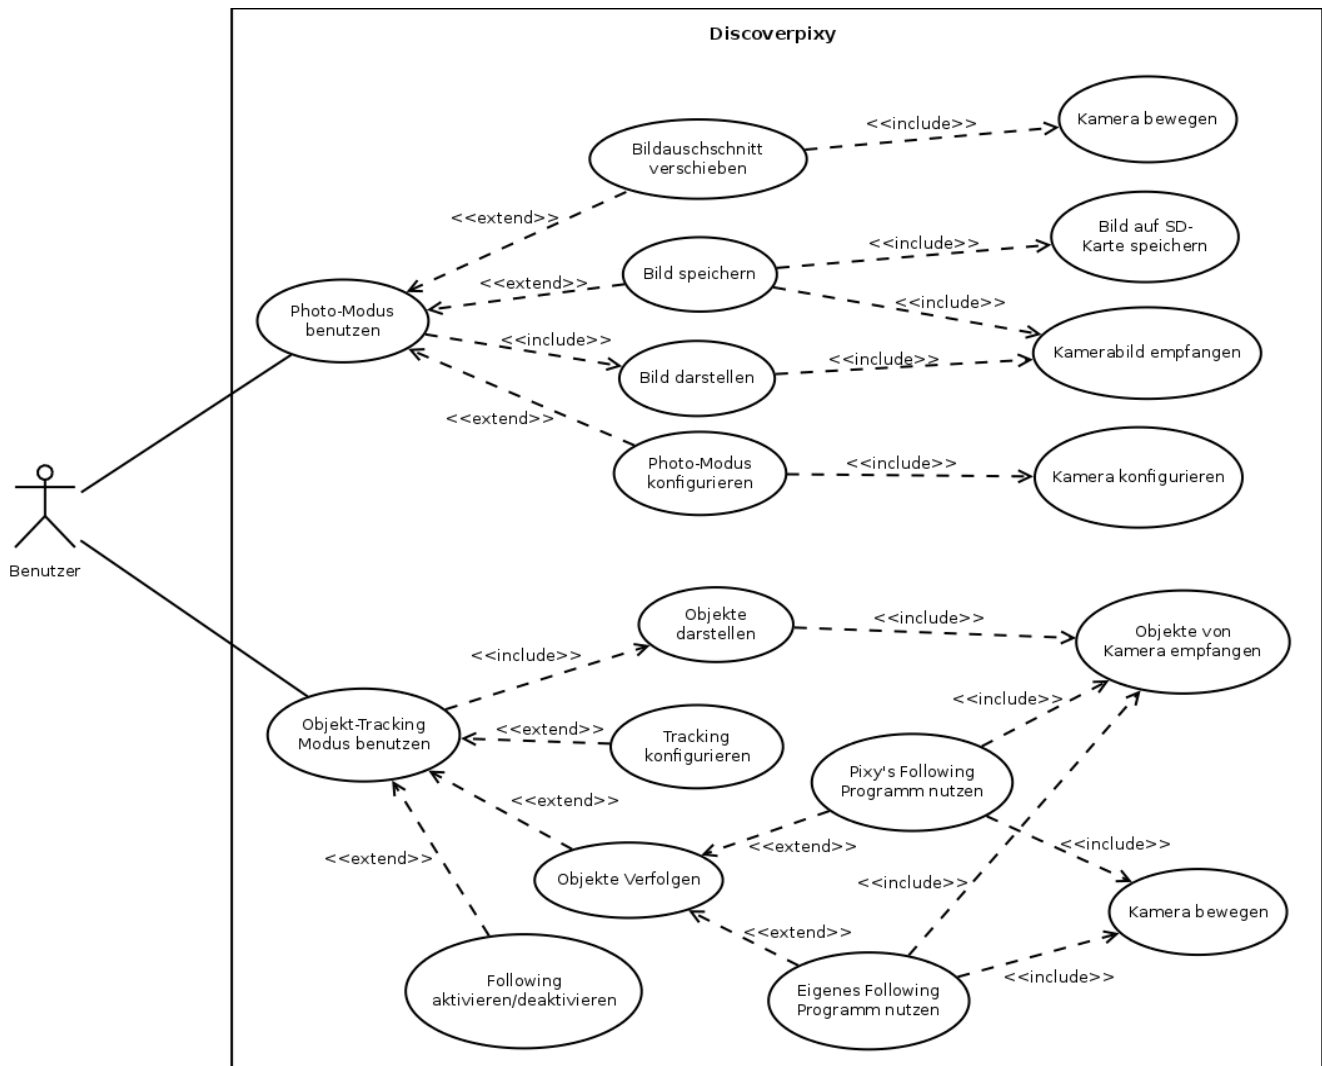 Discoverpixy
Kamera bewegen
<<include>>
Bildauschschnitt
verschieben
<<extend>>
Bild auf SD-
Karte speichern
<<include>>
Bild speichern
<<extend>>
<<include>>
Photo-Modus
benutzen
<<include>>
Kamerabild empfangen
<<include>>
Bild darstellen
<<extend>>
Photo-Modus
konfigurieren
<<include>>
Kamera konfigurieren
Benutzer
Objekte
darstellen
<<include>>
Objekte von
Kamera empfangen
<<include>>
<<include>>
Objekt-Tracking
Modus benutzen
<<extend>>
Tracking
konfigurieren
Pixy's Following
Programm nutzen
<<extend>>
<<extend>>
<<include>>
<<extend>>
Objekte Verfolgen
<<include>>
Kamera bewegen
<<extend>>
Following
aktivieren/deaktivieren
Eigenes Following
Programm nutzen
<<include>>